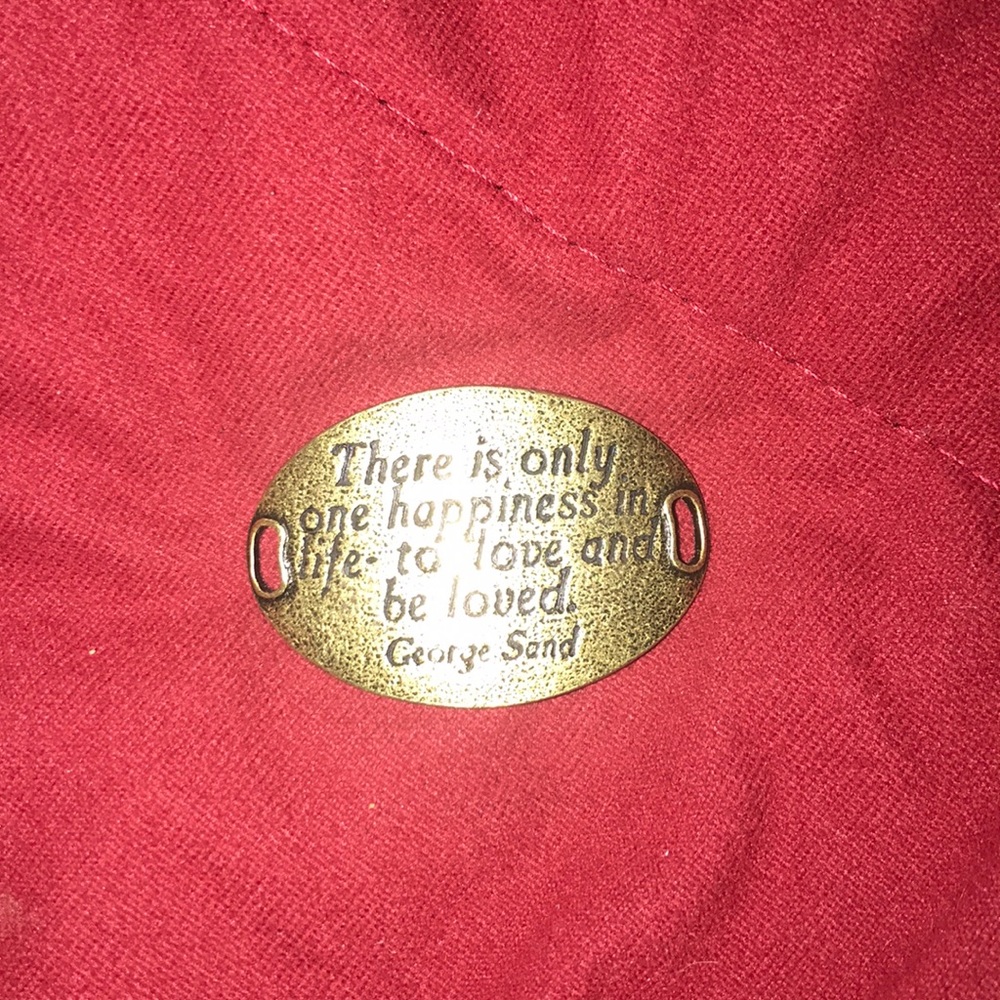 There is only
one happiness in
life- to love and
be loved.
George Sand